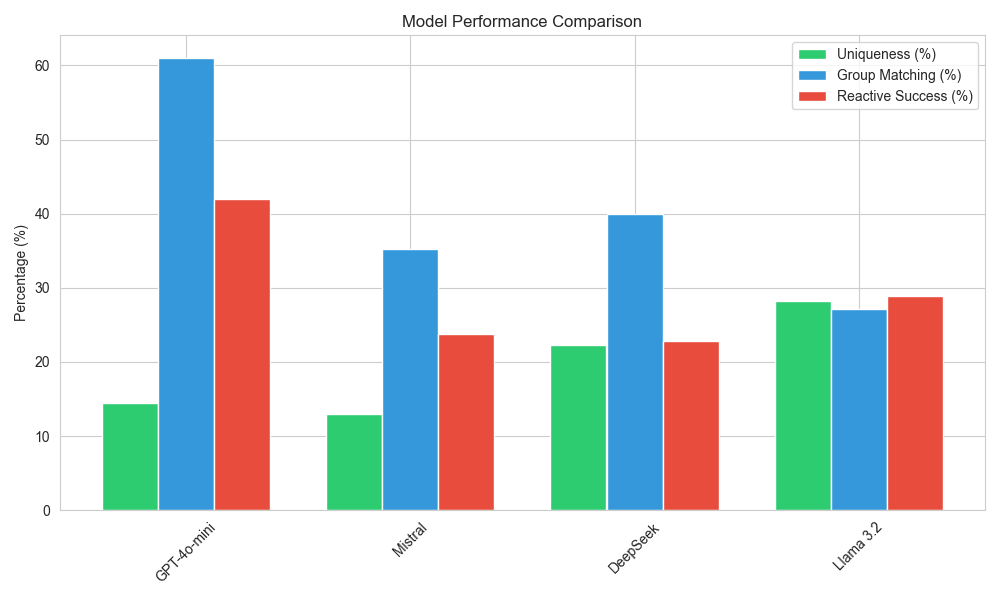 Model Performance Comparison
Uniqueness (%)
Group Matching (%)
Reactive Success (%)
Percentage (%)
60
50
40
30
20
10
0
GPT-4o-mini
Mistral
DeepSeek
Llama 3.2